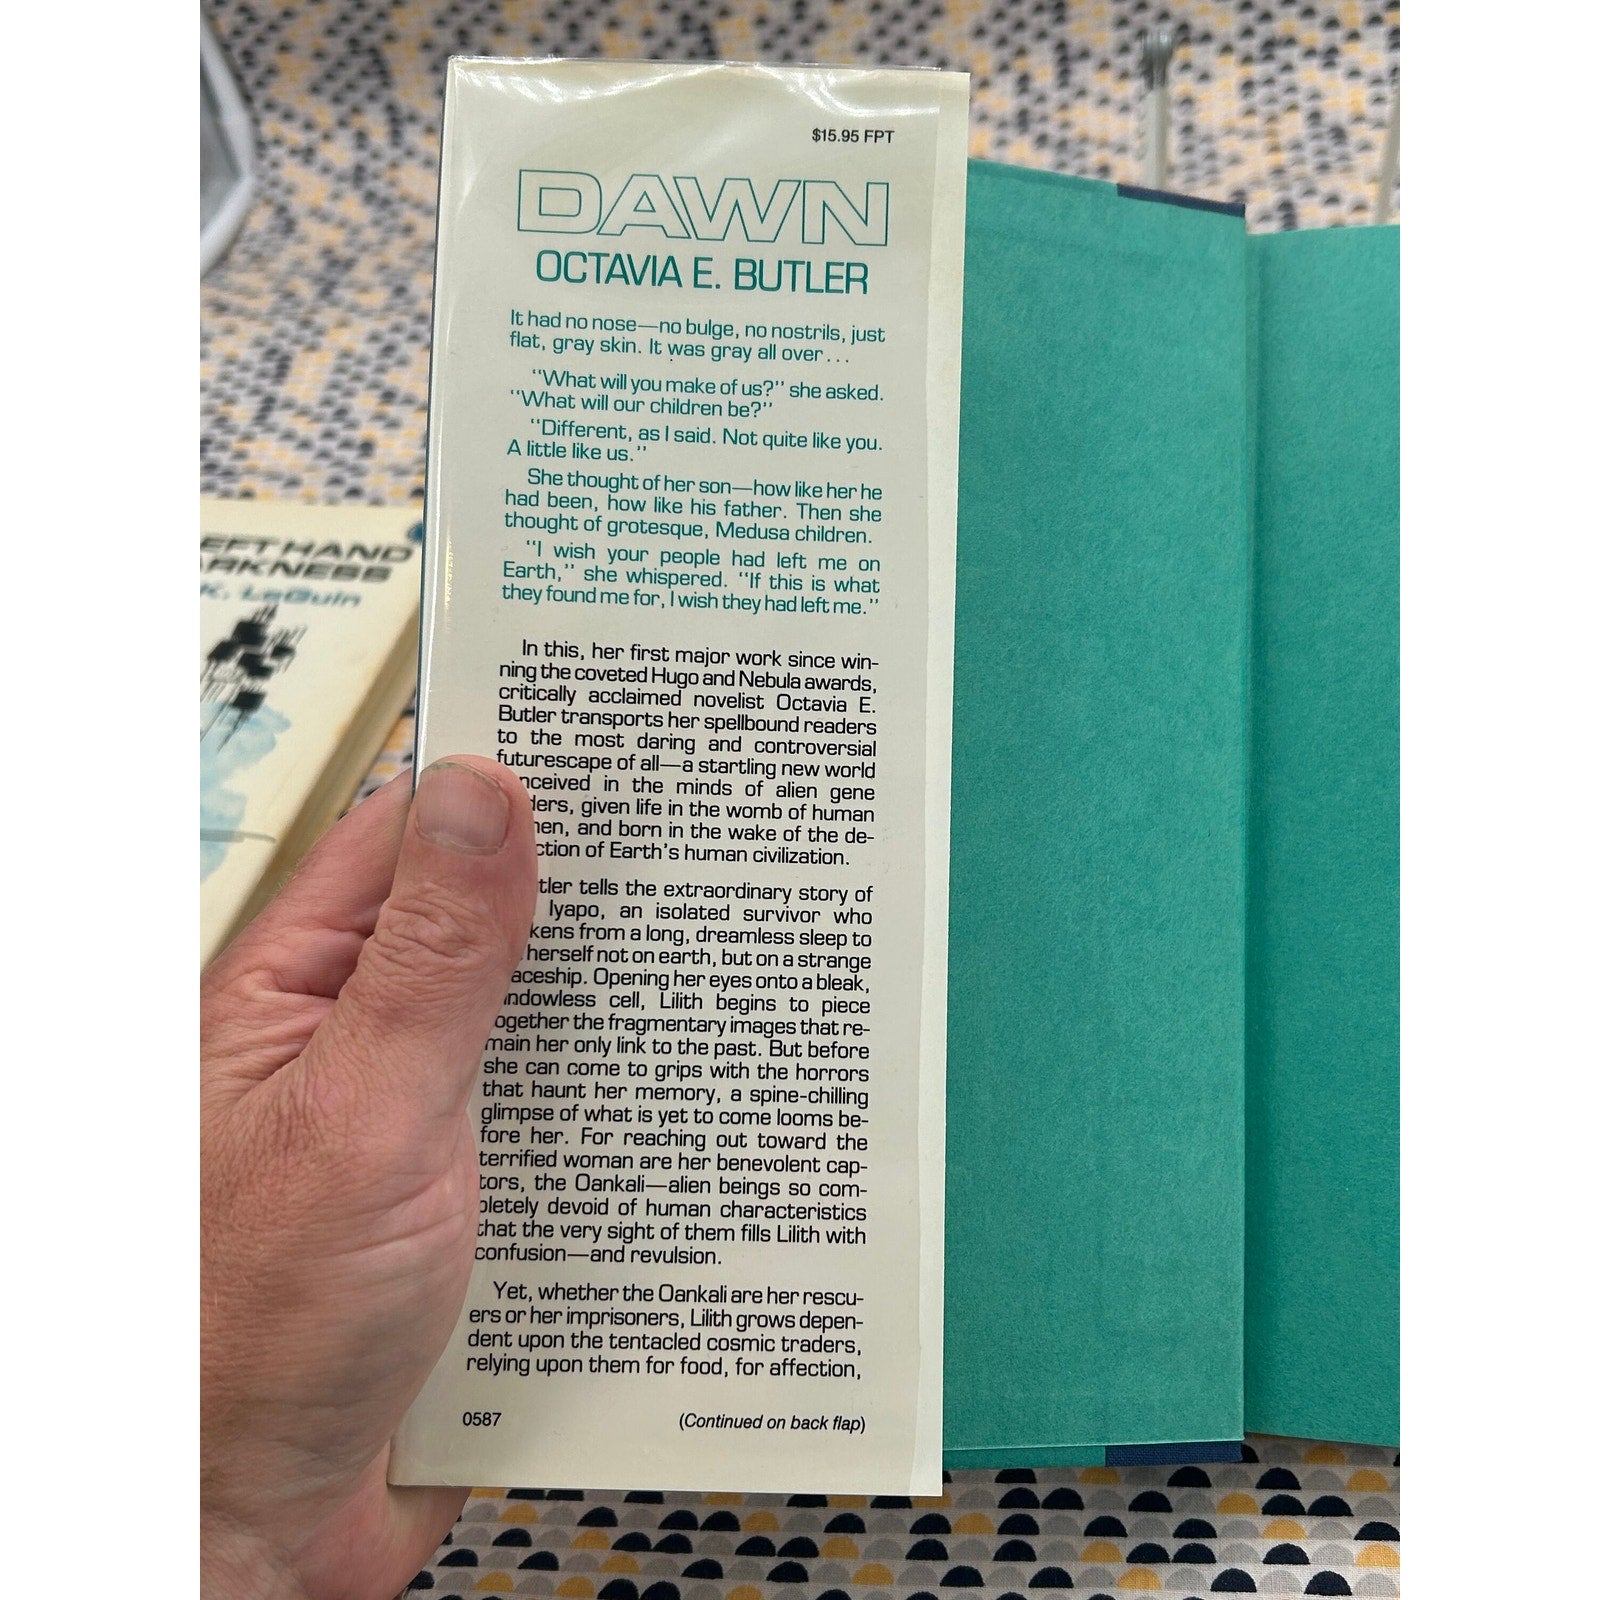 $15.95 FPT
DAWN
OCTAVIA E. BUTLER
It had no nose—no bulge, no nostrils, just
flat, gray skin. It was gray all over...
"What will you make of us?" she asked.
"What will our children be?"
"Different, as I said. Not quite like you.
A little like us."
She thought of her son—how like her he
had been, how like his father. Then she
thought of grotesque, Medusa children.
"I wish your people had left me on
Earth," she whispered. "If this is what
they found me for, I wish they had left me."
In this, her first major work since win-
ning the coveted Hugo and Nebula awards,
critically acclaimed novelist Octavia E.
Butler transports her spellbound readers
to the most daring and controversial
futurescape of all—a startling new world
nceived in the minds of alien gene
ders, given life in the womb of human
men, and born in the wake of the de-
ction of Earth's human civilization.
tler tells the extraordinary story of
Iyapo, an isolated survivor who
kens from a long, dreamless sleep to
herself not on earth, but on a strange
aceship. Opening her eyes onto a bleak,
indowless cell, Lilith begins to piece
ogether the fragmentary images that re-
main her only link to the past. But before
she can come to grips with the horrors
that haunt her memory, a spine-chilling
glimpse of what is yet to come looms be-
fore her. For reaching out toward the
terrified woman are her benevolent cap-
tors, the Oankali—alien beings so com-
pletely devoid of human characteristics
that the very sight of them fills Lilith with
confusion—and revulsion.
Yet, whether the Oankali are her rescu-
ers or her imprisoners, Lilith grows depen-
dent upon the tentacled cosmic traders,
relying upon them for food, for affection,
0587
(Continued on back flap)
EFT HAND
ARKNESS
K. LeGuin